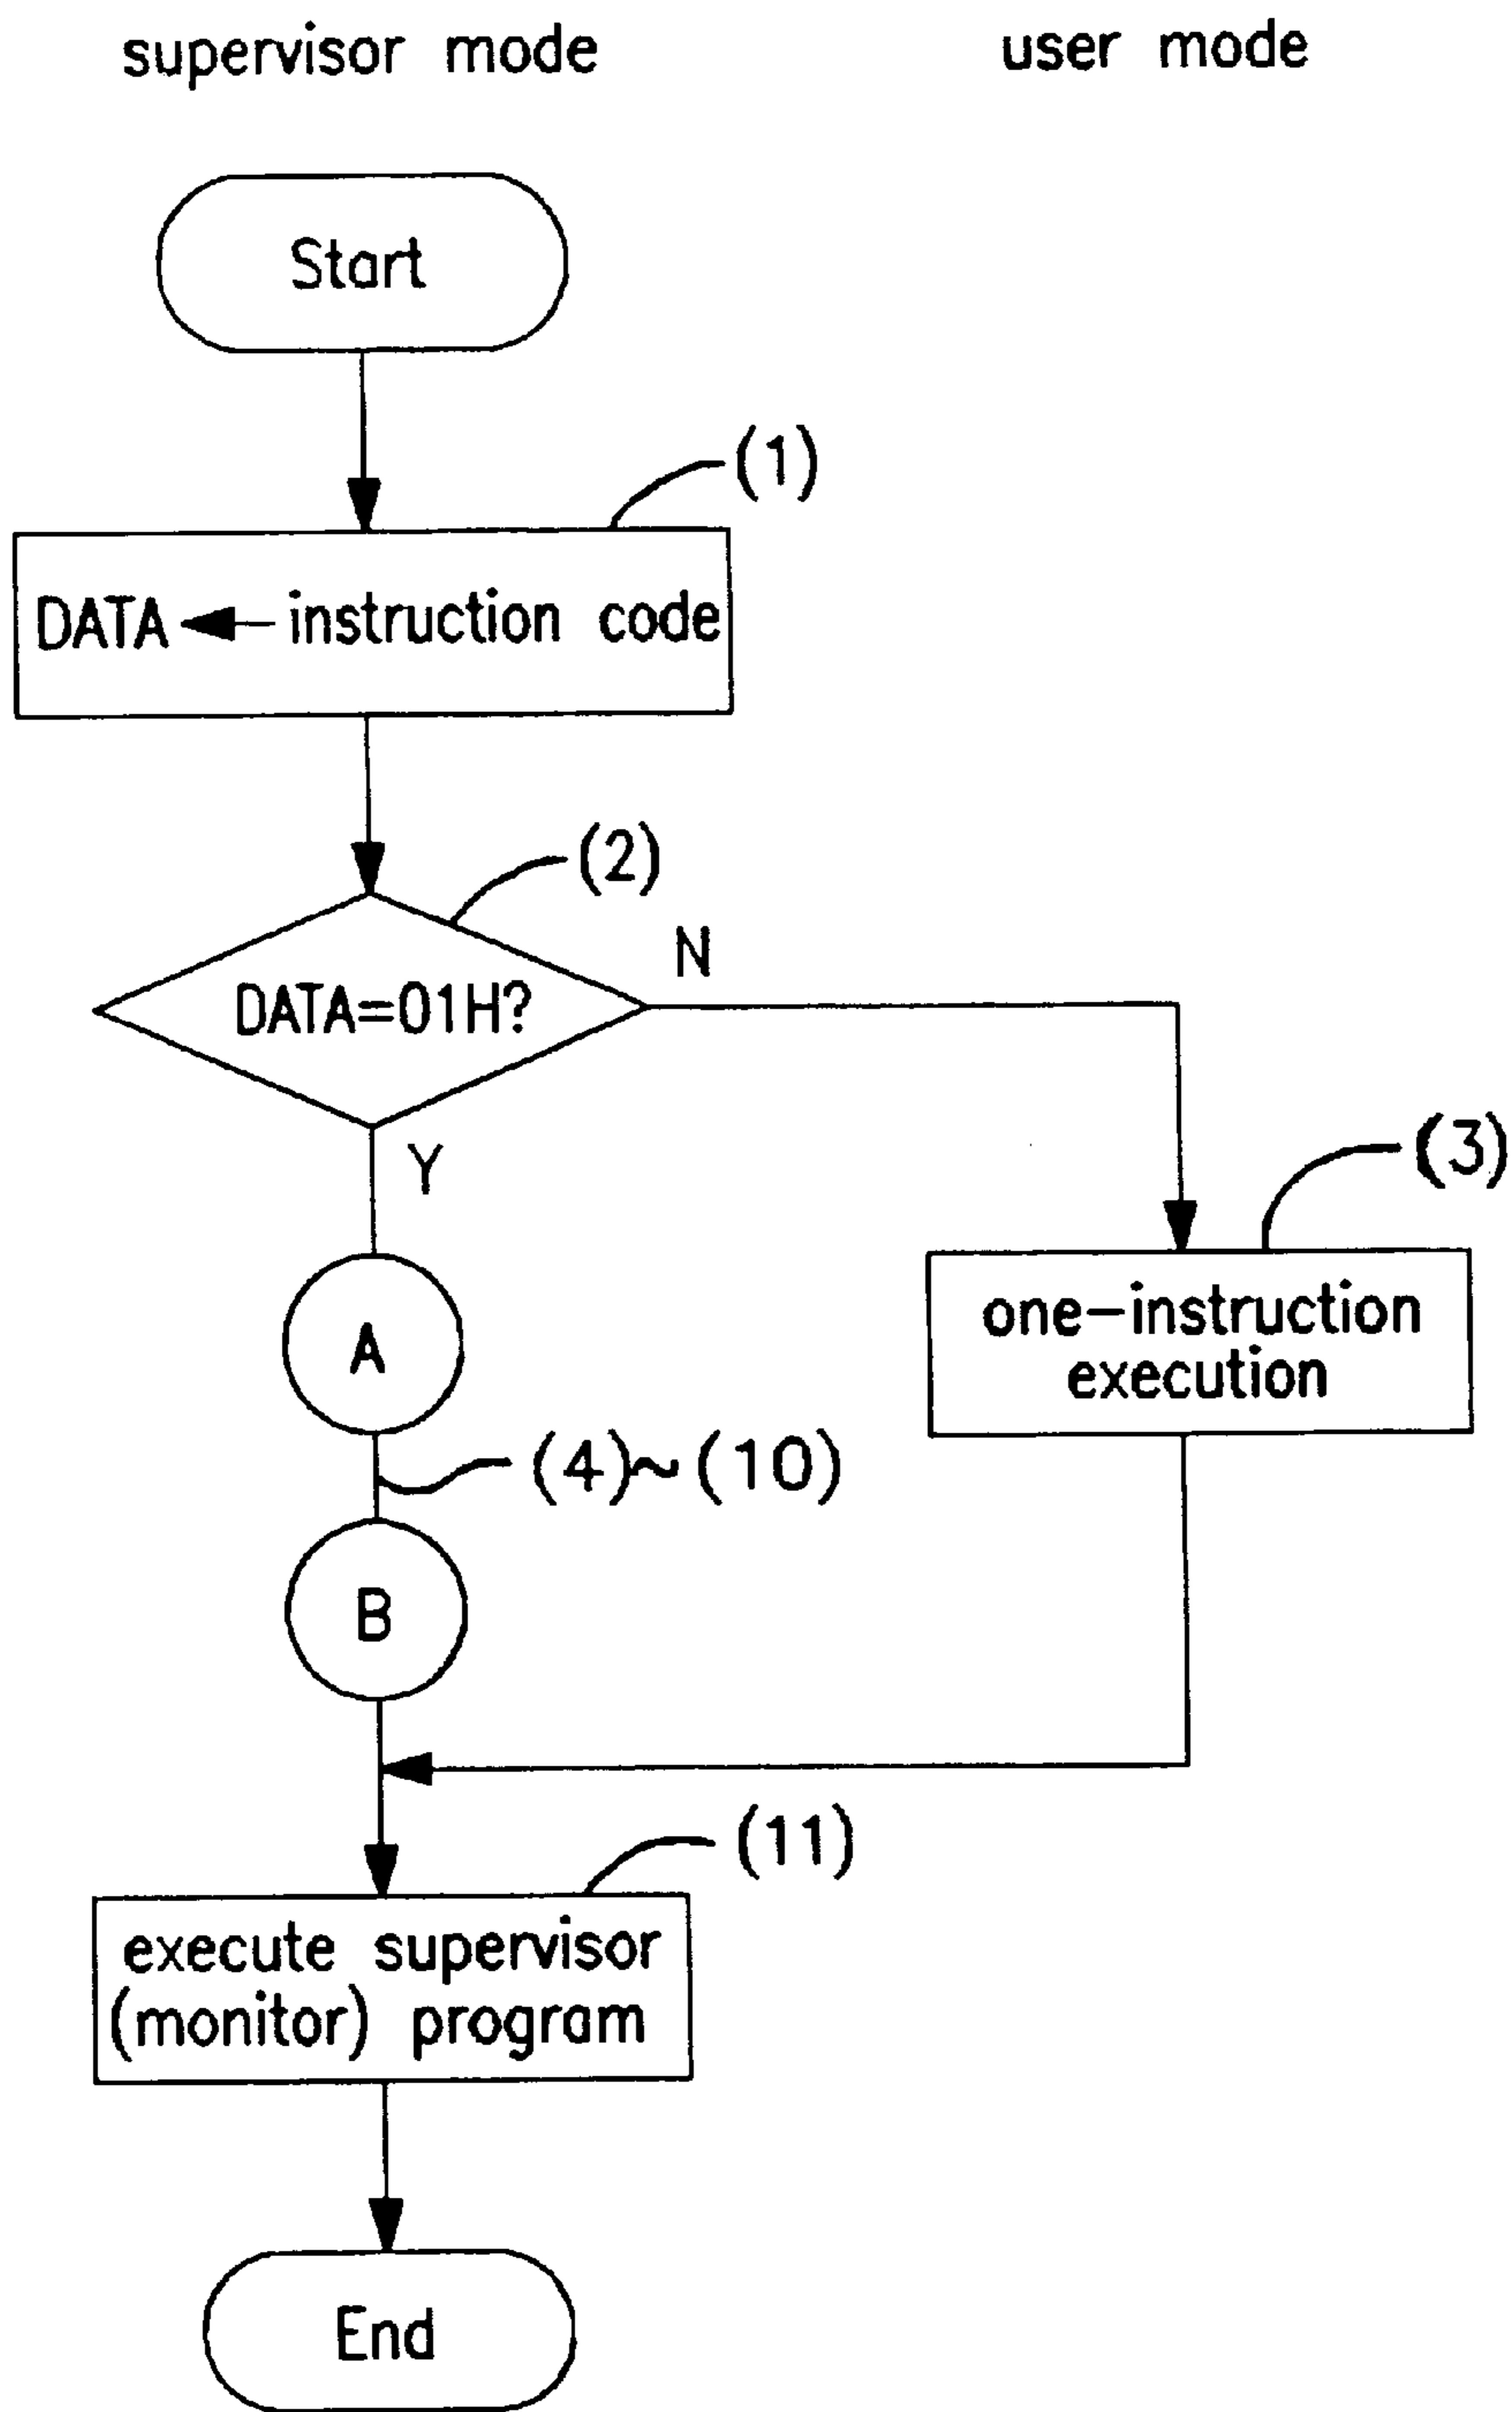 supervisor mode
user mode
Start
(1)
DATA ← instruction code
(2)
N
DATA=01H?
Y
(3)
one-instruction
execution
A
(4)~(10)
B
(11)
execute supervisor
(monitor) program
End